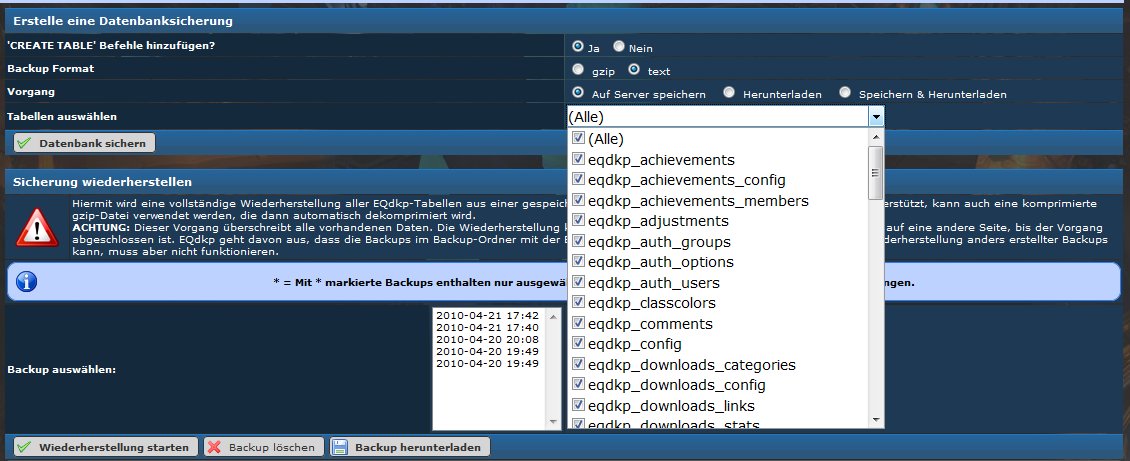 Erstelle eine Datenbanksicherung
'CREATE TABLE' Befehle hinzufügen?
Ja Nein
Backup Format
gzip text
Vorgang
Auf Server speichern Herunterladen Speichern & Herunterladen
Tabellen auswählen
(Alle)
(Alle)
eqdkp_achievements
eqdkp_achievements_config
eqdkp_achievements_members
eqdkp_adjustments
eqdkp_auth_groups
eqdkp_auth_options
eqdkp_auth_users
eqdkp_classcolors
eqdkp_comments
eqdkp_config
eqdkp_downloads_categories
eqdkp_downloads_config
eqdkp_downloads_links
eqdkp_downloads_stats
Datenbank sichern
Sicherung wiederherstellen
Hiermit wird eine vollständige Wiederherstellung aller EQdkp-Tabellen aus einer gespeich erstützt, kann auch eine komprimierte
gzip-Datei verwendet werden, die dann automatisch dekomprimiert wird.
ACHTUNG: Dieser Vorgang überschreibt alle vorhandenen Daten. Die Wiederherstellung auf eine andere Seite, bis der Vorgang
abgeschlossen ist. EQdkp geht davon aus, dass die Backups im Backup-Ordner mit der derherstellung anders erstellter Backups
kann, muss aber nicht funktionieren.
* = Mit * markierte Backups enthalten nur ausgewä ngen.
Backup auswählen:
2010-04-21 17:42
2010-04-21 17:40
2010-04-20 20:08
2010-04-20 19:49
2010-04-20 19:49
Wiederherstellung starten Backup löschen Backup herunterladen